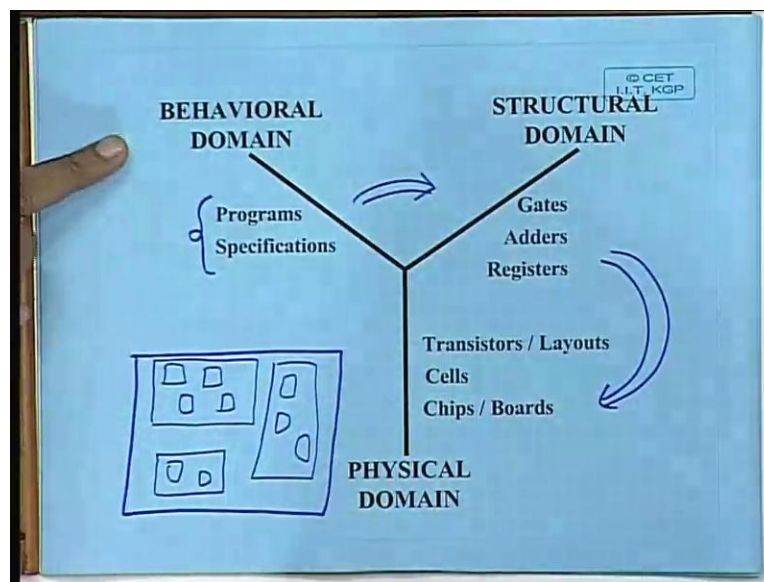 © CET
I.I.T. KGP
BEHAVIORAL
DOMAIN
STRUCTURAL
DOMAIN
Programs
Specifications
Gates
Adders
Registers
Transistors / Layouts
Cells
Chips / Boards
PHYSICAL
DOMAIN